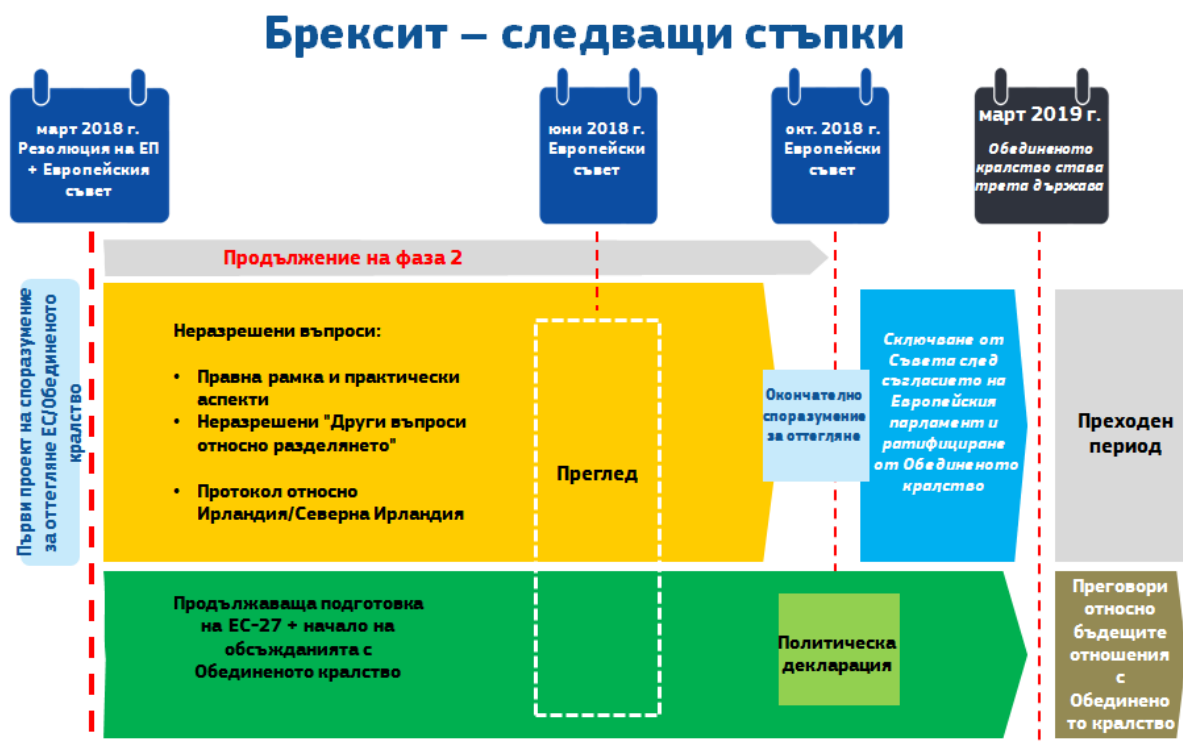 Брексит – следващи стъпки
март 2018 г.
Резолюция на ЕП
+ Европейския
съвет
юни 2018 г.
Европейски
съвет
окт. 2018 г.
Европейски
съвет
март 2019 г.
Обединеното
кралство става
трета държава
Продължение на фаза 2
Първи проект на споразумение
за оттегляне ЕС/Обединеното
кралство
Неразрешени въпроси:
• Правна рамка и практически
аспекти
• Неразрешени "Други въпроси
относно разделянето"
• Протокол относно
Ирландия/Северна Ирландия
Преглед
Окончателно
споразумение
за оттегляне
Сключване от
Съвета след
съгласието на
Европейския
парламент и
ратифициране
от Обединеното
кралство
Преходен
период
Продължаваща подготовка
на ЕС-27 + начало на
обсъжданията с
Обединеното кралство
Политическа
декларация
Преговори
относно
бъдещите
отношения
с
Обединено
то кралство